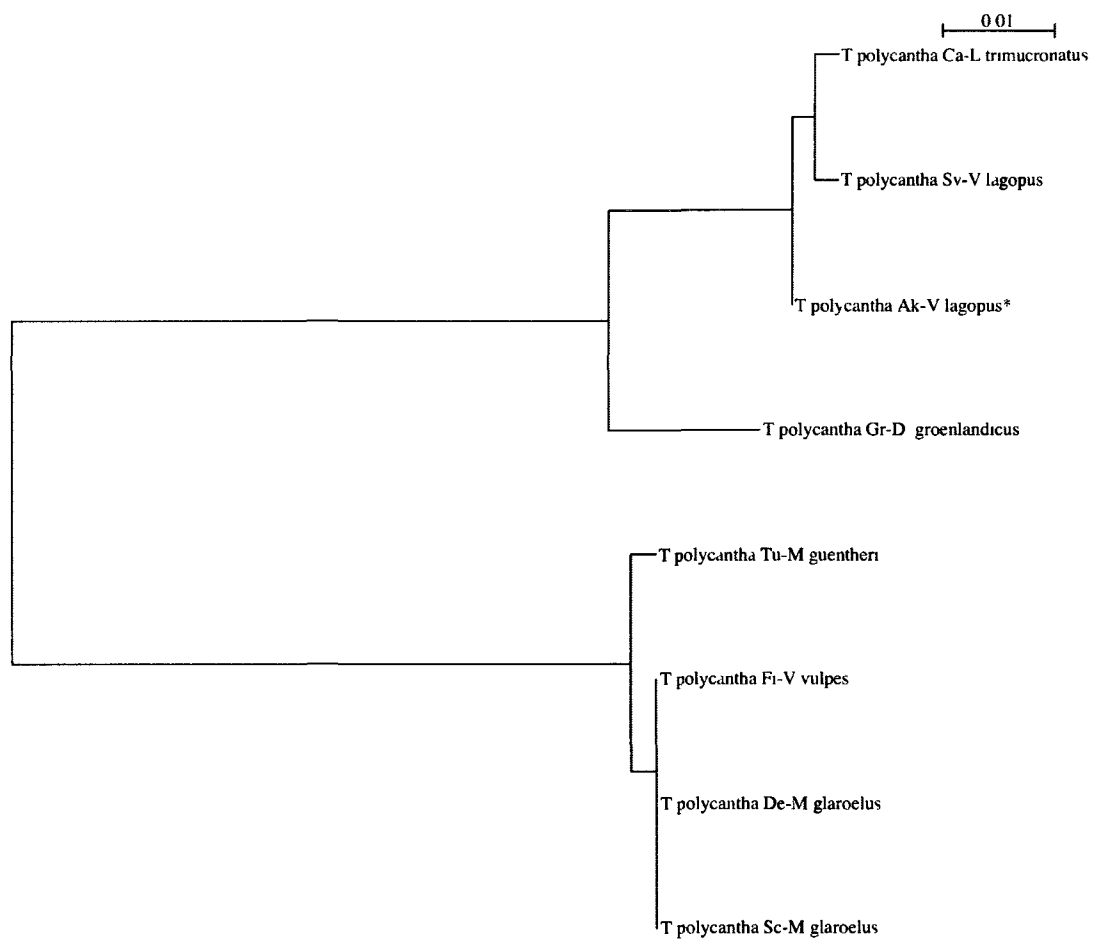 0 01
T polycantha Ca-L trimucronatus
T polycantha Sv-V lagopus
T polycantha Ak-V lagopus*
T polycantha Gr-D groenlandicus
T polycantha Tu-M guentheri
T polycantha Fi-V vulpes
T polycantha De-M glaroelus
T polycantha Sc-M glaroelus